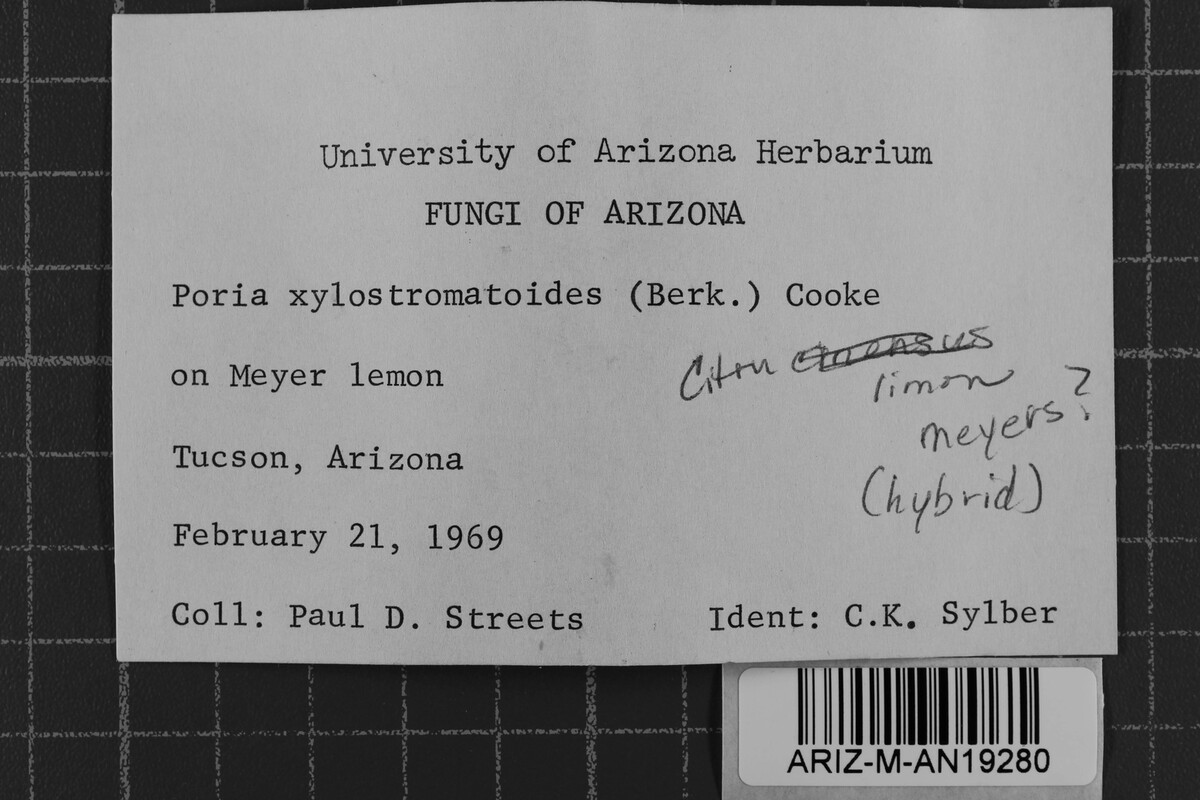 University of Arizona Herbarium
FUNGI OF ARIZONA
Poria xylostromatoides (Berk.) Cooke
on Meyer lemon
Citru
limon
meyers?
(hybrid)
Tucson, Arizona
February 21, 1969
Coll: Paul D. Streets Ident: C.K. Sylber
ARIZ-M-AN19280